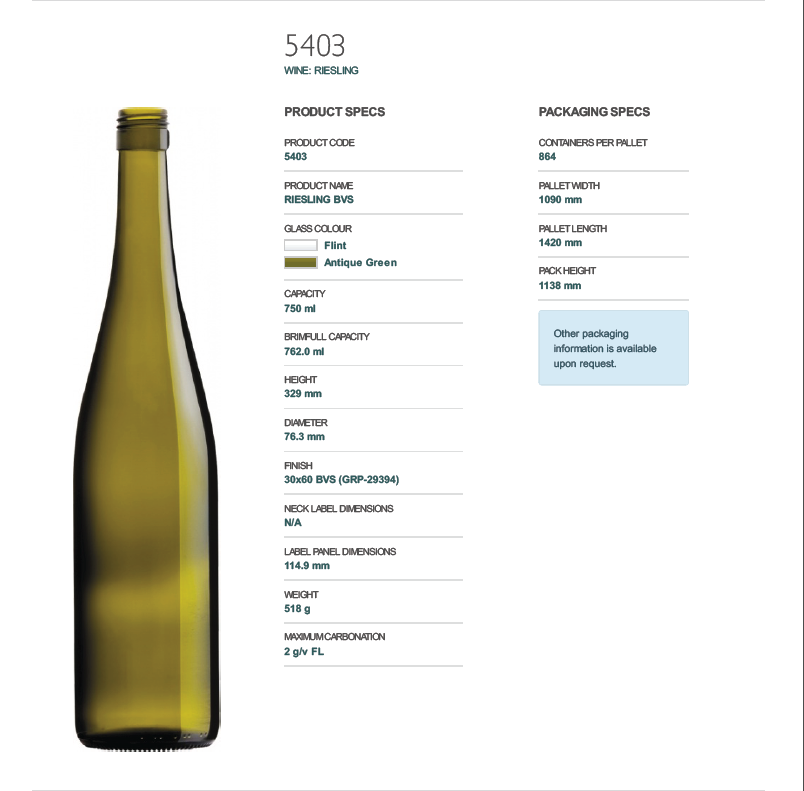 5403
WINE: RIESLING
PRODUCT SPECS
PRODUCT CODE
5403
PRODUCT NAME
RIESLING BVS
GLASS COLOUR
Flint
Antique Green
CAPACITY
750 ml
BRIMFULL CAPACITY
762.0 ml
HEIGHT
329 mm
DIAMETER
76.3 mm
FINISH
30x60 BVS (GRP-29394)
NECK LABEL DIMENSIONS
N/A
LABEL PANEL DIMENSIONS
114.9 mm
WEIGHT
518 g
MAXIMUM CARBONATION
2 g/v FL
PACKAGING SPECS
CONTAINERS PER PALLET
864
PALLET WIDTH
1090 mm
PALLET LENGTH
1420 mm
PACK HEIGHT
1138 mm
Other packaging
information is available
upon request.